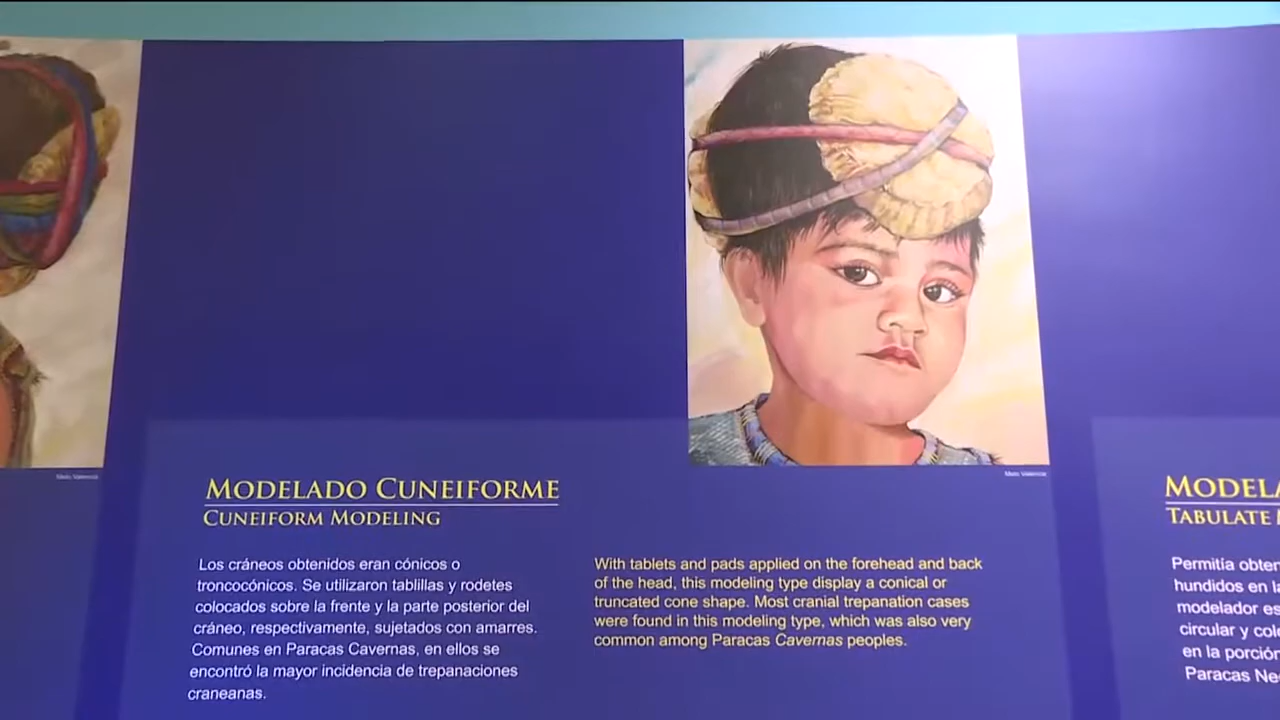 MODELADO CUNEIFORME
CUNEIFORM MODELING
Los cráneos obtenidos eran cónicos o
troncocónicos. Se utilizaron tablillas y rodetes
colocados sobre la frente y la parte posterior del
cráneo, respectivamente, sujetados con amarres.
Comunes en Paracas Cavernas, en ellos se
encontró la mayor incidencia de trepanaciones
craneanas.
With tablets and pads applied on the forehead and back
of the head, this modeling type display a conical or
truncated cone shape. Most cranial trepanation cases
were found in this modeling type, which was also very
common among Paracas Cavernas peoples.
MODELA
TABULATE
Permitía obten
hundidos en la
modelador es
circular y colo
en la porción
Paracas Ne